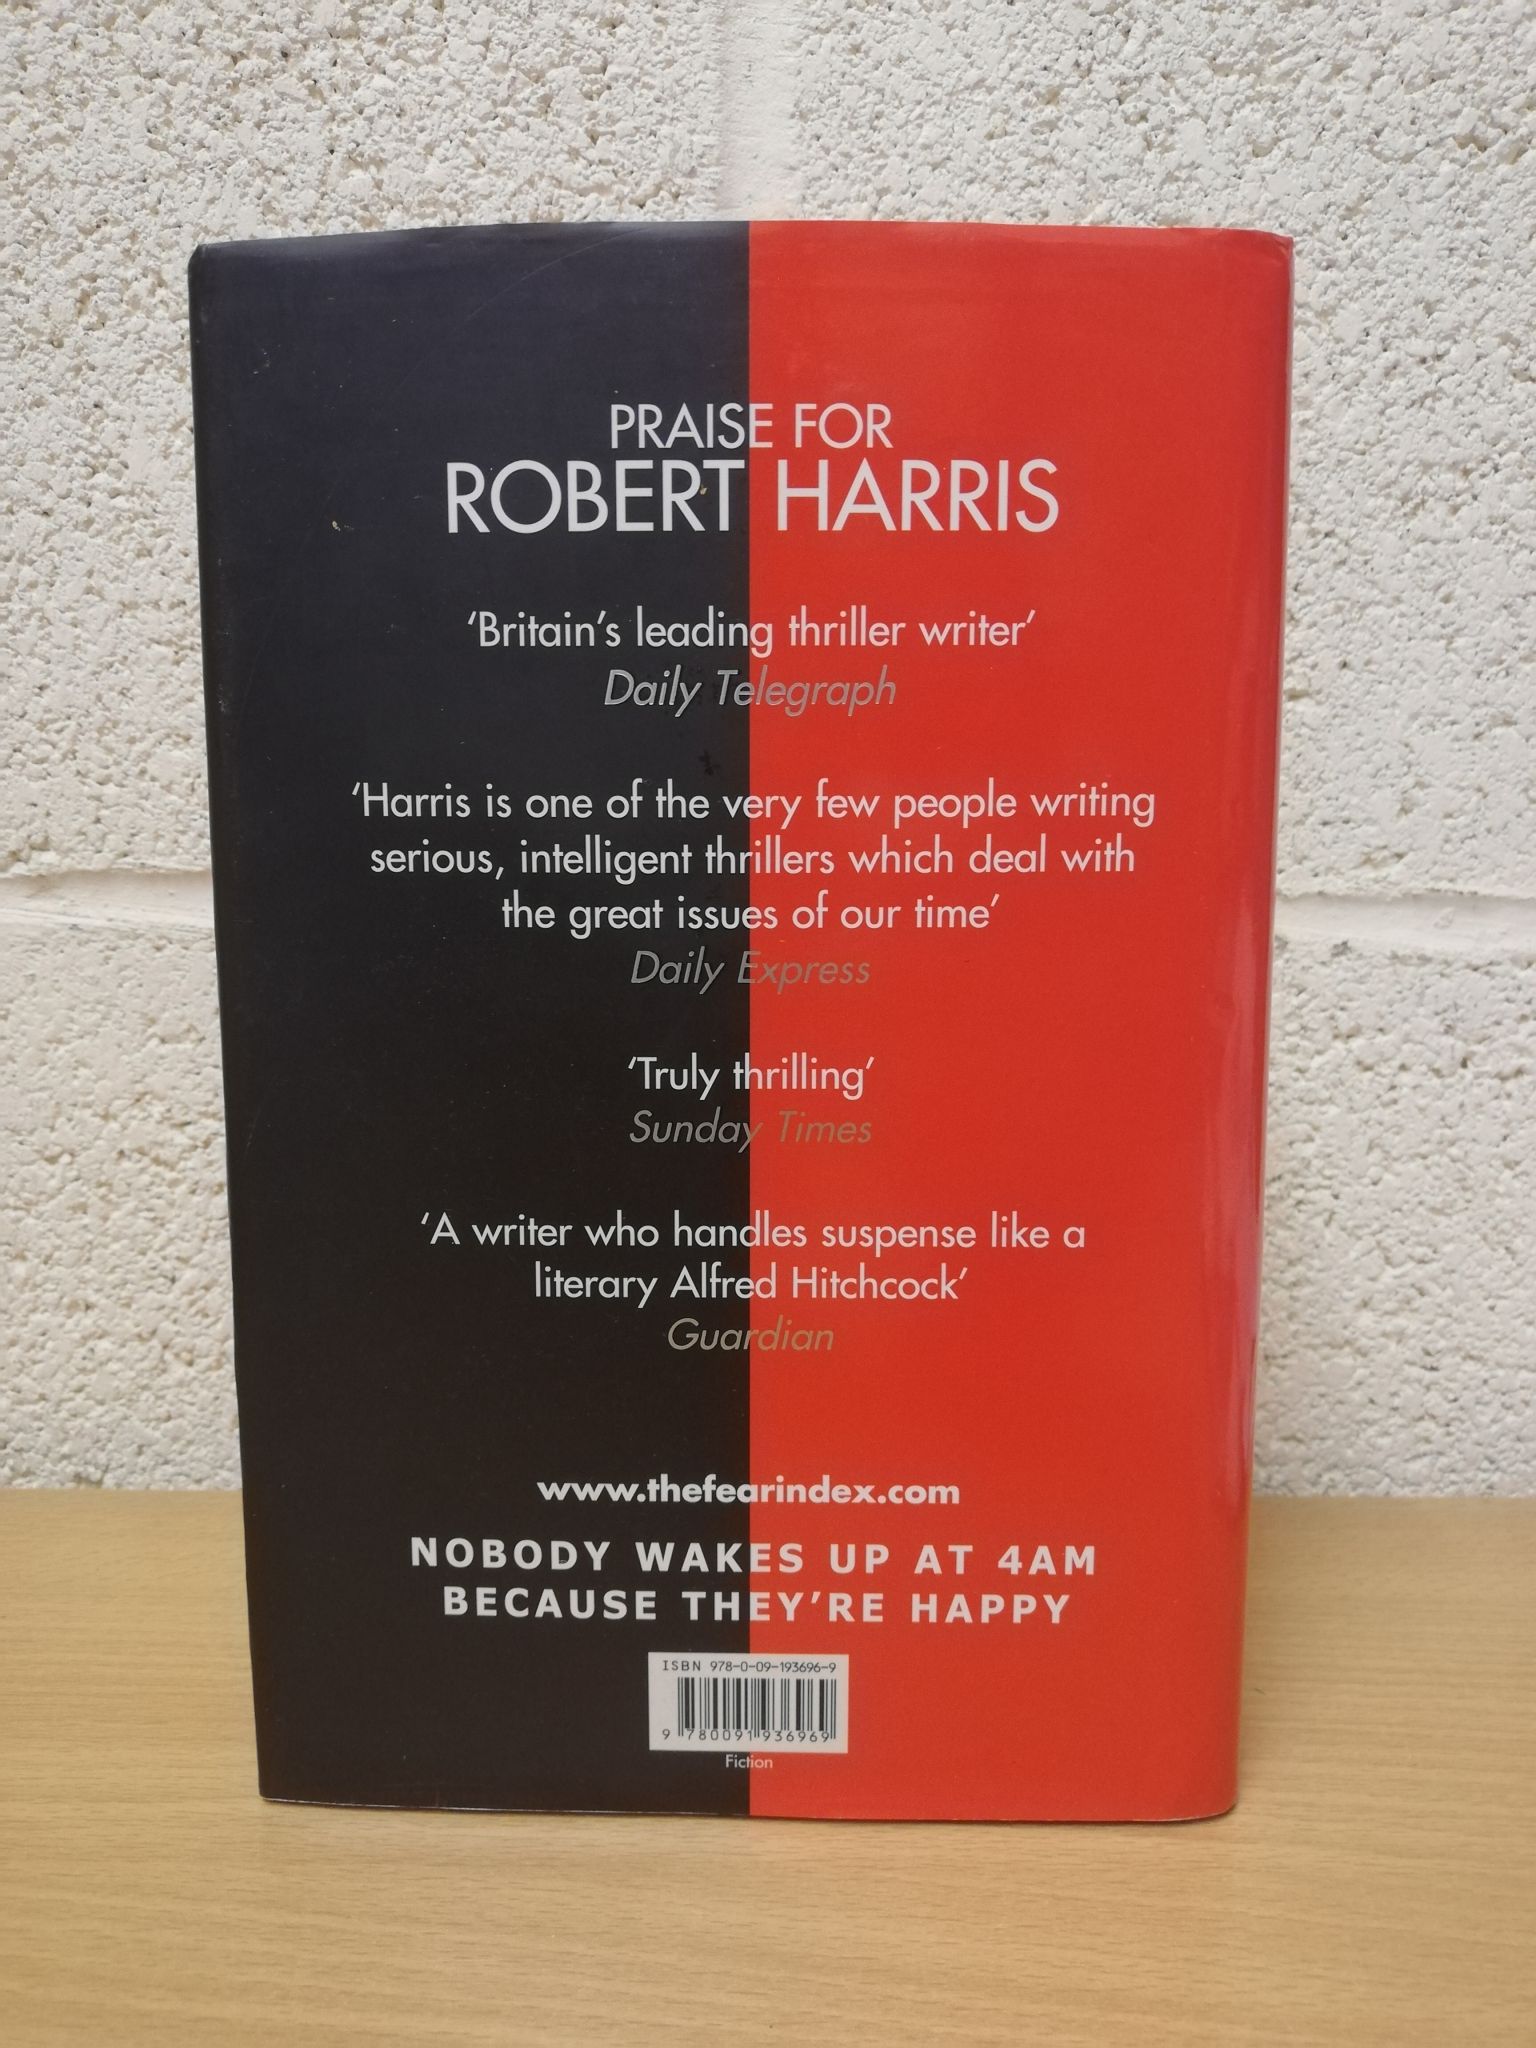 PRAISE FOR
ROBERT HARRIS
‘Britain’s leading thriller writer’
Daily Telegraph
‘Harris is one of the very few people writing
serious, intelligent thrillers which deal with
the great issues of our time’
Daily Express
‘Truly thrilling’
Sunday Times
‘A writer who handles suspense like a
literary Alfred Hitchcock’
Guardian
www.thefearindex.com
NOBODY WAKES UP AT 4AM
BECAUSE THEY’RE HAPPY
ISBN 978-0-09-193696-9
9 780091 936969
Fiction